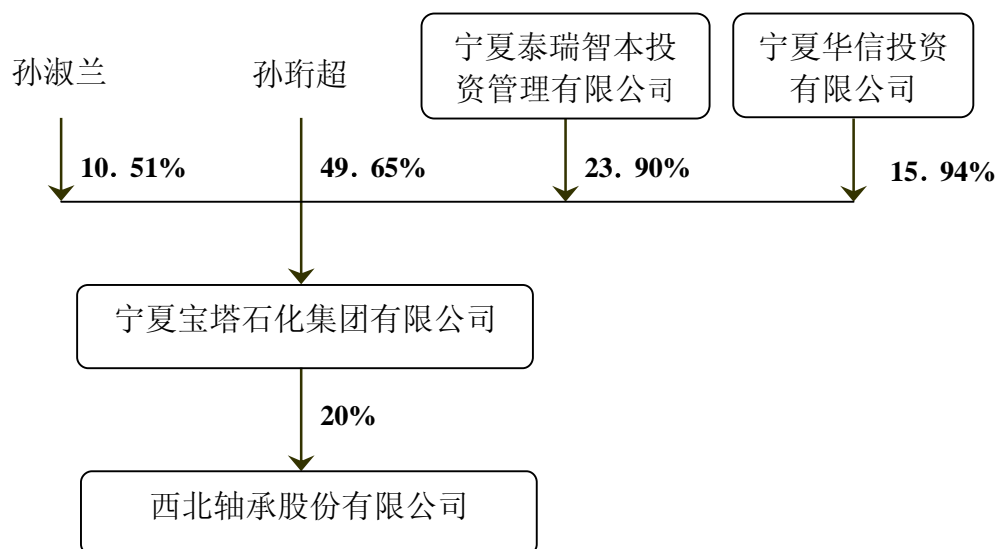 孙淑兰
孙珩超
宁夏泰瑞智本投
资管理有限公司
宁夏华信投资
有限公司
10. 51%
49. 65%
23. 90%
15. 94%
宁夏宝塔石化集团有限公司
20%
西北轴承股份有限公司